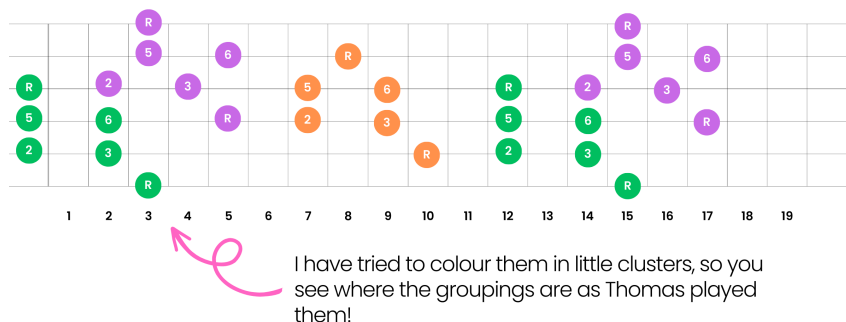 R R
5 6 R 5 6
R 2 3 5 6 R 2 3
5 6 R 2 3 5 6 R
2 3 R 2 3
R R
1 2 3 4 5 6 7 8 9 10 11 12 13 14 15 16 17 18 19
I have tried to colour them in little clusters, so you
see where the groupings are as Thomas played
them!